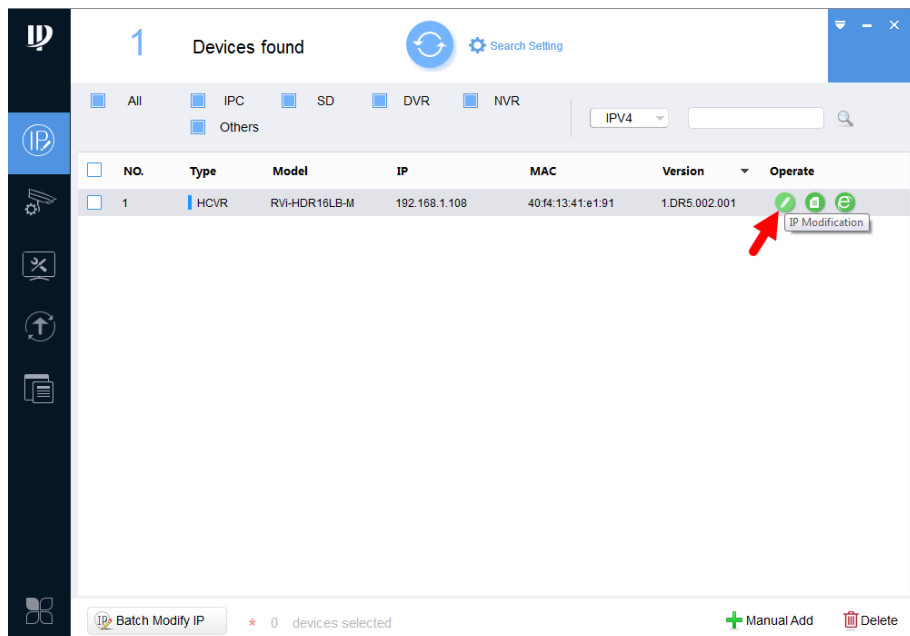 1 Devices found Search Setting
All IPC SD DVR NVR
Others
IPV4
NO. Type Model IP MAC Version Operate
1 HCVR RVi-HDR16LB-M 192.168.1.108 40:f4:13:41:e1:91 1.DR5.002.001
IP Modification
Batch Modify IP * 0 devices selected Manual Add Delete